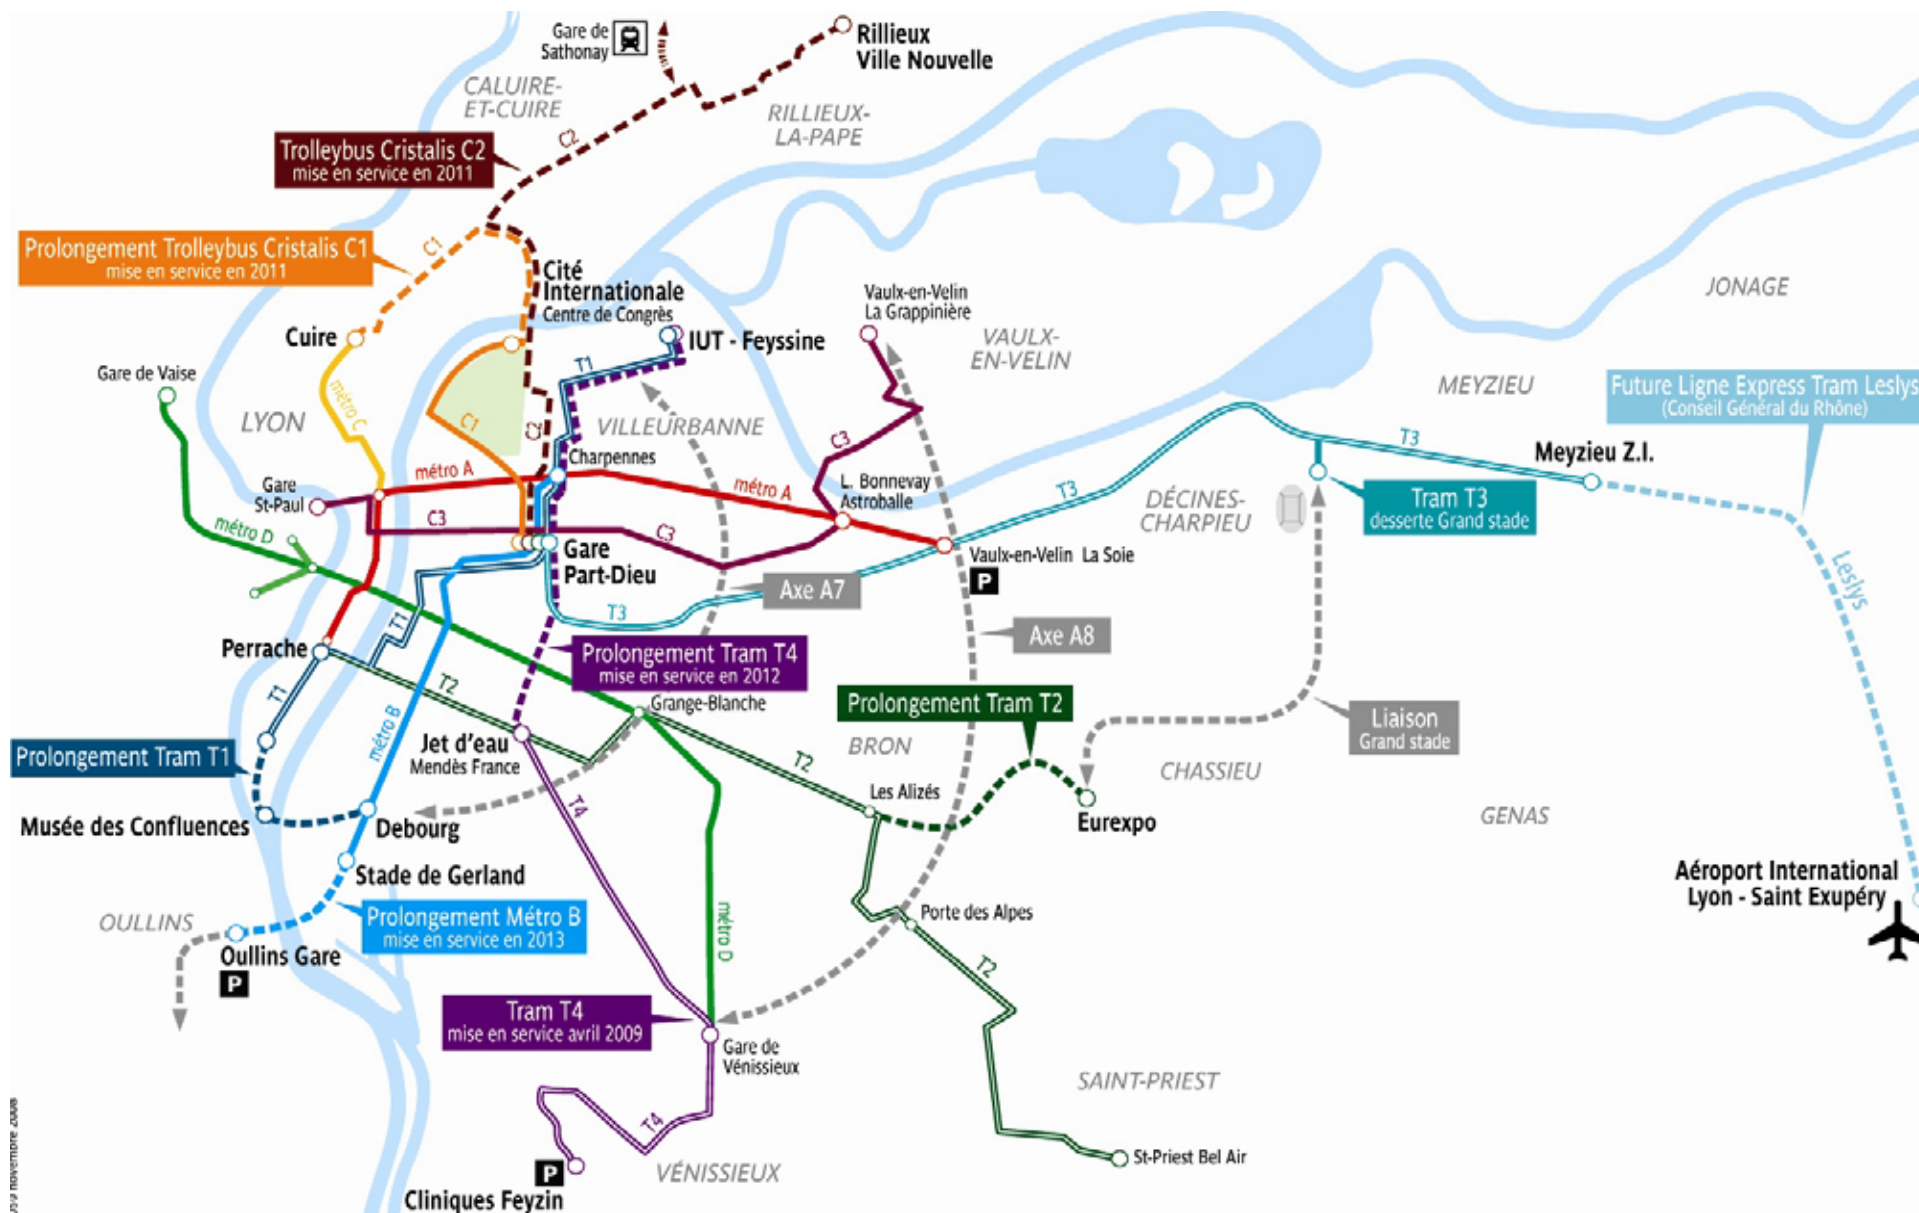 Gare de
Sathonay
Rillieux
Ville Nouvelle
CALUIRE-
ET-CUIRE
RILLIEUX-
LA-PAPE
C2
Trolleybus Cristalis C2
mise en service en 2011
Prolongement Trolleybus Cristalis C1
mise en service en 2011
C1
Cité
Internationale
Centre de Congrès
Vaulx-en-Velin
La Grappinière
JONAGE
Cuire
IUT - Feyssine
VAULX-
EN-VELIN
T1
Gare de Vaise
MEYZIEU
Future Ligne Express Tram Leslys
(Conseil Général du Rhône)
métro C
LYON
C1
C2
VILLEURBANNE
C3
T3
Meyzieu Z.I.
Charpennes
métro A
métro A
L. Bonnevay
Astroballe
T3
Gare
St-Paul
DÉCINES-
CHARPIEU
Tram T3
desserte Grand stade
métro D
C3
C3
Gare
Part-Dieu
Vaulx-en-Velin La Soie
P
Axe A7
Leslys
T1
T3
Axe A8
Perrache
Prolongement Tram T4
mise en service en 2012
T2
T1
Grange-Blanche
Prolongement Tram T2
Liaison
Grand stade
métro B
Jet d'eau
Mendès France
BRON
T2
CHASSIEU
Prolongement Tram T1
Les Alizés
T4
Musée des Confluences
Debourg
Eurexpo
GENAS
Stade de Gerland
Aéroport International
Lyon - Saint Exupéry
OULLINS
Prolongement Métro B
mise en service en 2013
Porte des Alpes
métro D
Oullins Gare
P
T2
Tram T4
mise en service avril 2009
Gare de
Vénissieux
SAINT-PRIEST
T4
St-Priest Bel Air
P
VÉNISSIEUX
Cliniques Feyzin
novembre 2008